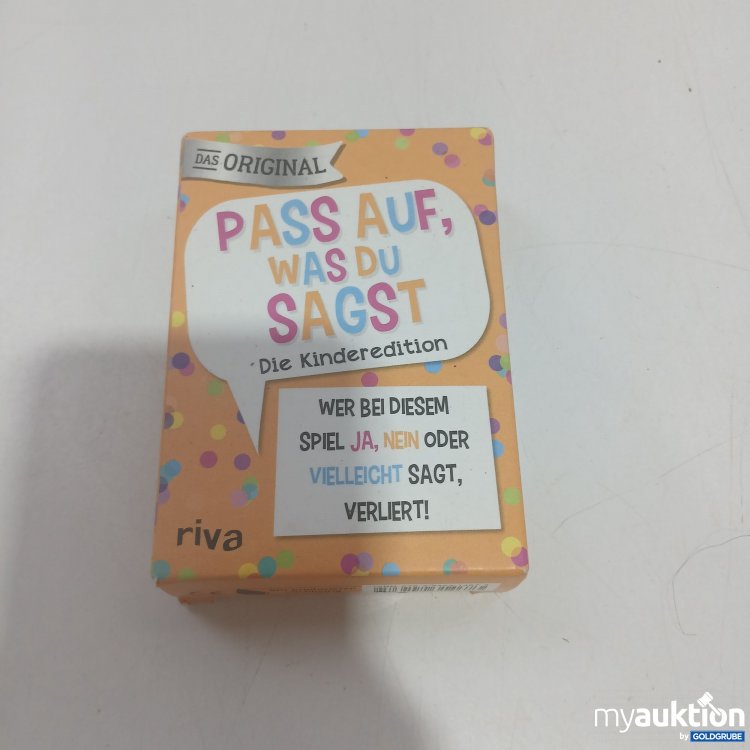 DAS ORIGINAL
PASS AUF,
WAS DU
SAGST
Die Kinderedition
WER BEI DIESEM
SPIEL JA, NEIN ODER
VIELLEICHT SAGT,
VERLIERT!
riva
myauktion
by GOLDGRUBE